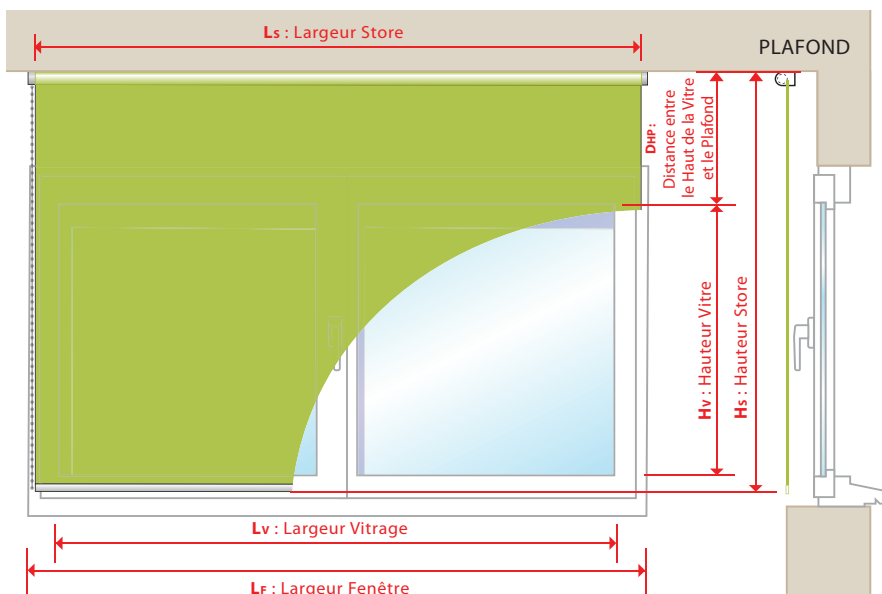 Ls : Largeur Store
PLAFOND
DHP :
Distance entre
le Haut de la Vitre
et le Plafond
Hv : Hauteur Vitre
Hs : Hauteur Store
Lv : Largeur Vitrage
LF : Largeur Fenêtre